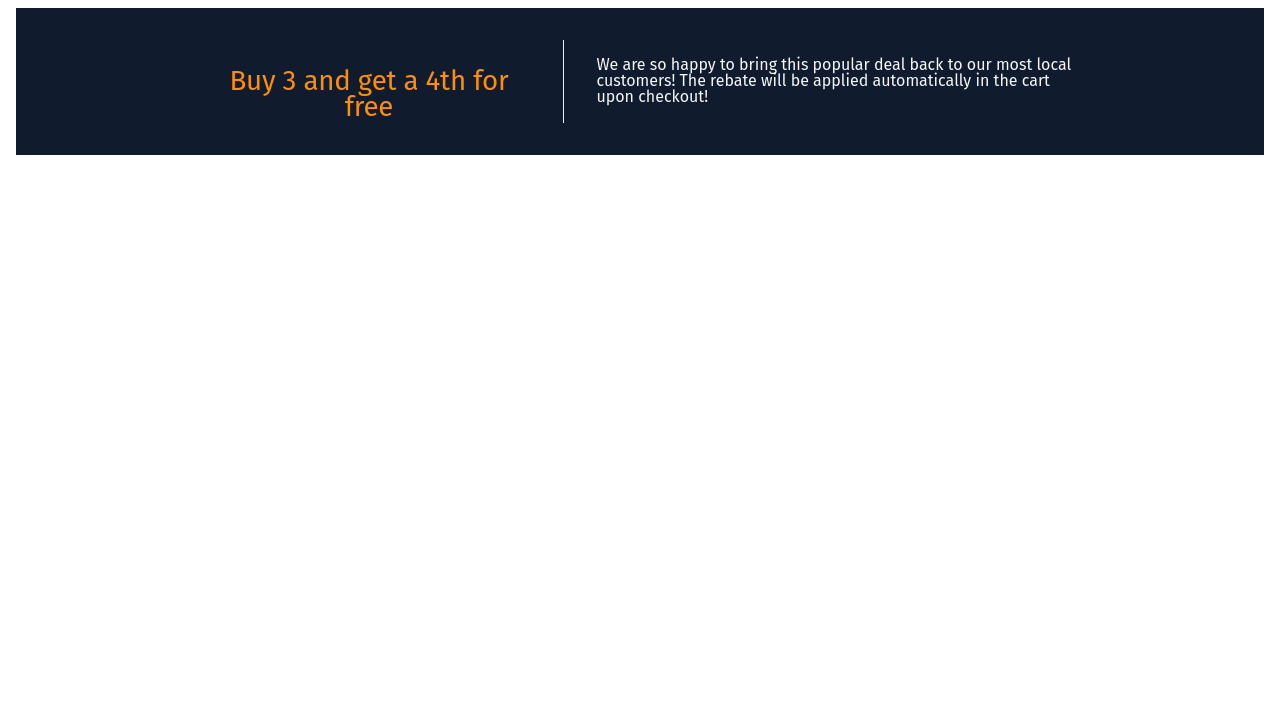 Buy 3 and get a 4th for
free
We are so happy to bring this popular deal back to our most local
customers! The rebate will be applied automatically in the cart
upon checkout!